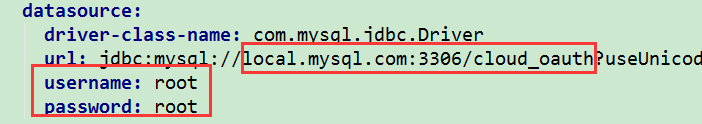 datasource:
driver-class-name: com.mysql.jdbc.Driver
url: jdbc:mysql://local.mysql.com:3306/cloud_oauth?useUnicod
username: root
password: root